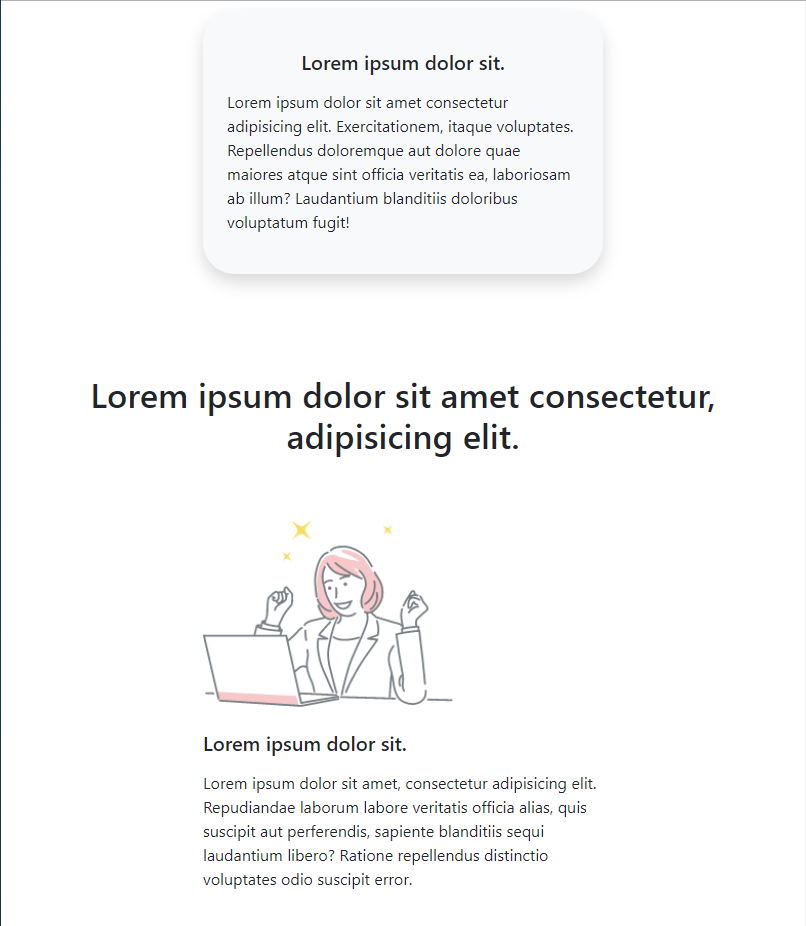 Lorem ipsum dolor sit.
Lorem ipsum dolor sit amet consectetur
adipisicing elit. Exercitationem, itaque voluptates.
Repellendus doloremque aut dolore quae
maiores atque sint officia veritatis ea, laboriosam
ab illum? Laudantium blanditiis doloribus
voluptatum fugit!
Lorem ipsum dolor sit amet consectetur,
adipisicing elit.
Lorem ipsum dolor sit.
Lorem ipsum dolor sit amet, consectetur adipisicing elit.
Repudiandae laborum labore veritatis officia alias, quis
suscipit aut perferendis, sapiente blanditiis sequi
laudantium libero? Ratione repellendus distinctio
voluptates odio suscipit error.